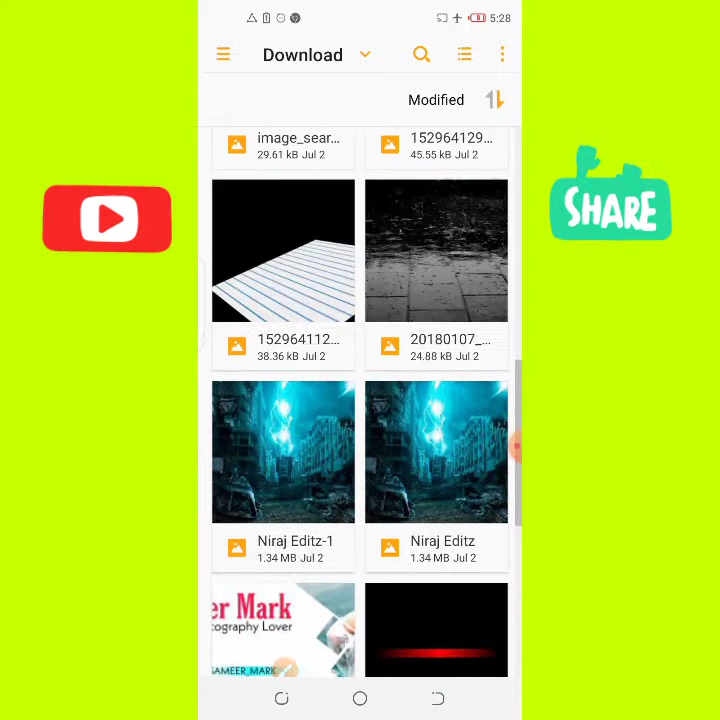 5:28
Download
Modified
image_sear...
29.61 kB Jul 2
152964129...
45.55 kB Jul 2
SHARE
152964112...
38.36 kB Jul 2
20180107_...
24.88 kB Jul 2
Niraj Editz-1
1.34 MB Jul 2
Niraj Editz
1.34 MB Jul 2
er Mark
tography Lover
SAMEER_MARK